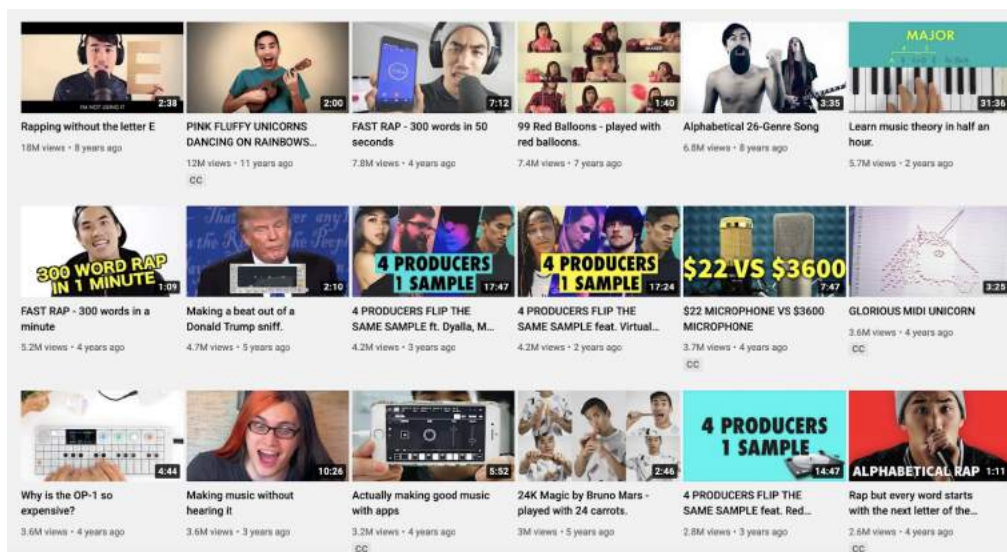 I'M NOT USING IT
2:38
2:00
7:12
SHAKER
1:40
3:35
MAJOR
31:36
Rapping without the letter E
18M views • 8 years ago
PINK FLUFFY UNICORNS
DANCING ON RAINBOWS...
12M views • 11 years ago
CC
FAST RAP - 300 words in 50
seconds
7.8M views • 4 years ago
99 Red Balloons - played with
red balloons.
7.4M views • 7 years ago
Alphabetical 26-Genre Song
6.8M views • 8 years ago
Learn music theory in half an
hour.
5.7M views • 2 years ago
300 WORD RAP
IN 1 MINUTE
1:09
2:10
4 PRODUCERS
1 SAMPLE
17:47
4 PRODUCERS
1 SAMPLE
17:24
$22 VS $3600
7:47
3:25
FAST RAP - 300 words in a
minute
5.2M views • 4 years ago
Making a beat out of a
Donald Trump sniff.
4.7M views • 5 years ago
4 PRODUCERS FLIP THE
SAME SAMPLE ft. Dyalla, M...
4.2M views • 3 years ago
4 PRODUCERS FLIP THE
SAME SAMPLE feat. Virtual...
4.2M views • 2 years ago
$22 MICROPHONE VS $3600
MICROPHONE
3.7M views • 4 years ago
CC
GLORIOUS MIDI UNICORN
3.6M views • 4 years ago
CC
4:44
10:26
5:52
2:46
4 PRODUCERS
1 SAMPLE
14:47
ALPHABETICAL RAP
1:11
Why is the OP-1 so
expensive?
3.6M views • 4 years ago
Making music without
hearing it
3.6M views • 3 years ago
Actually making good music
with apps
3.2M views • 4 years ago
CC
24K Magic by Bruno Mars -
played with 24 carrots.
3M views • 5 years ago
4 PRODUCERS FLIP THE
SAME SAMPLE feat. Red...
2.8M views • 3 years ago
Rap but every word starts
with the next letter of the...
2.6M views • 4 years ago
CC